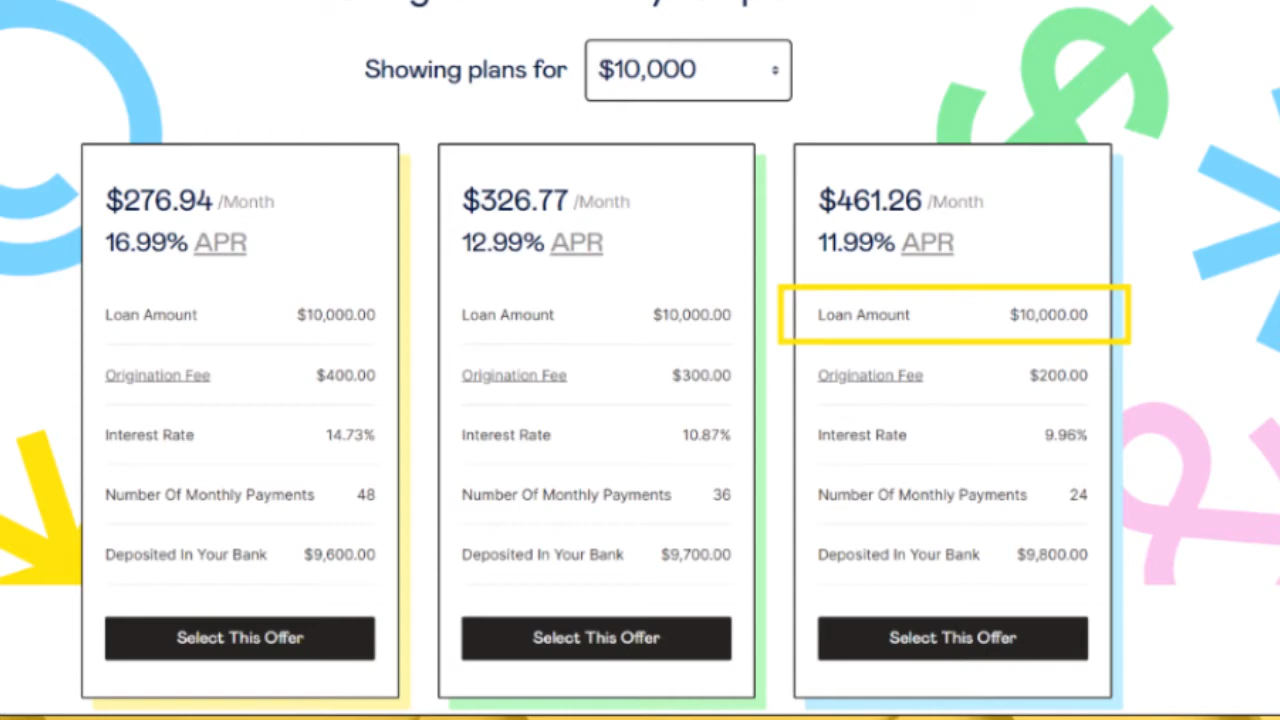 Showing plans for $10,000
$276.94 /Month
16.99% APR
Loan Amount $10,000.00
Origination Fee $400.00
Interest Rate 14.73%
Number Of Monthly Payments 48
Deposited In Your Bank $9,600.00
Select This Offer
$326.77 /Month
12.99% APR
Loan Amount $10,000.00
Origination Fee $300.00
Interest Rate 10.87%
Number Of Monthly Payments 36
Deposited In Your Bank $9,700.00
Select This Offer
$461.26 /Month
11.99% APR
Loan Amount $10,000.00
Origination Fee $200.00
Interest Rate 9.96%
Number Of Monthly Payments 24
Deposited In Your Bank $9,800.00
Select This Offer